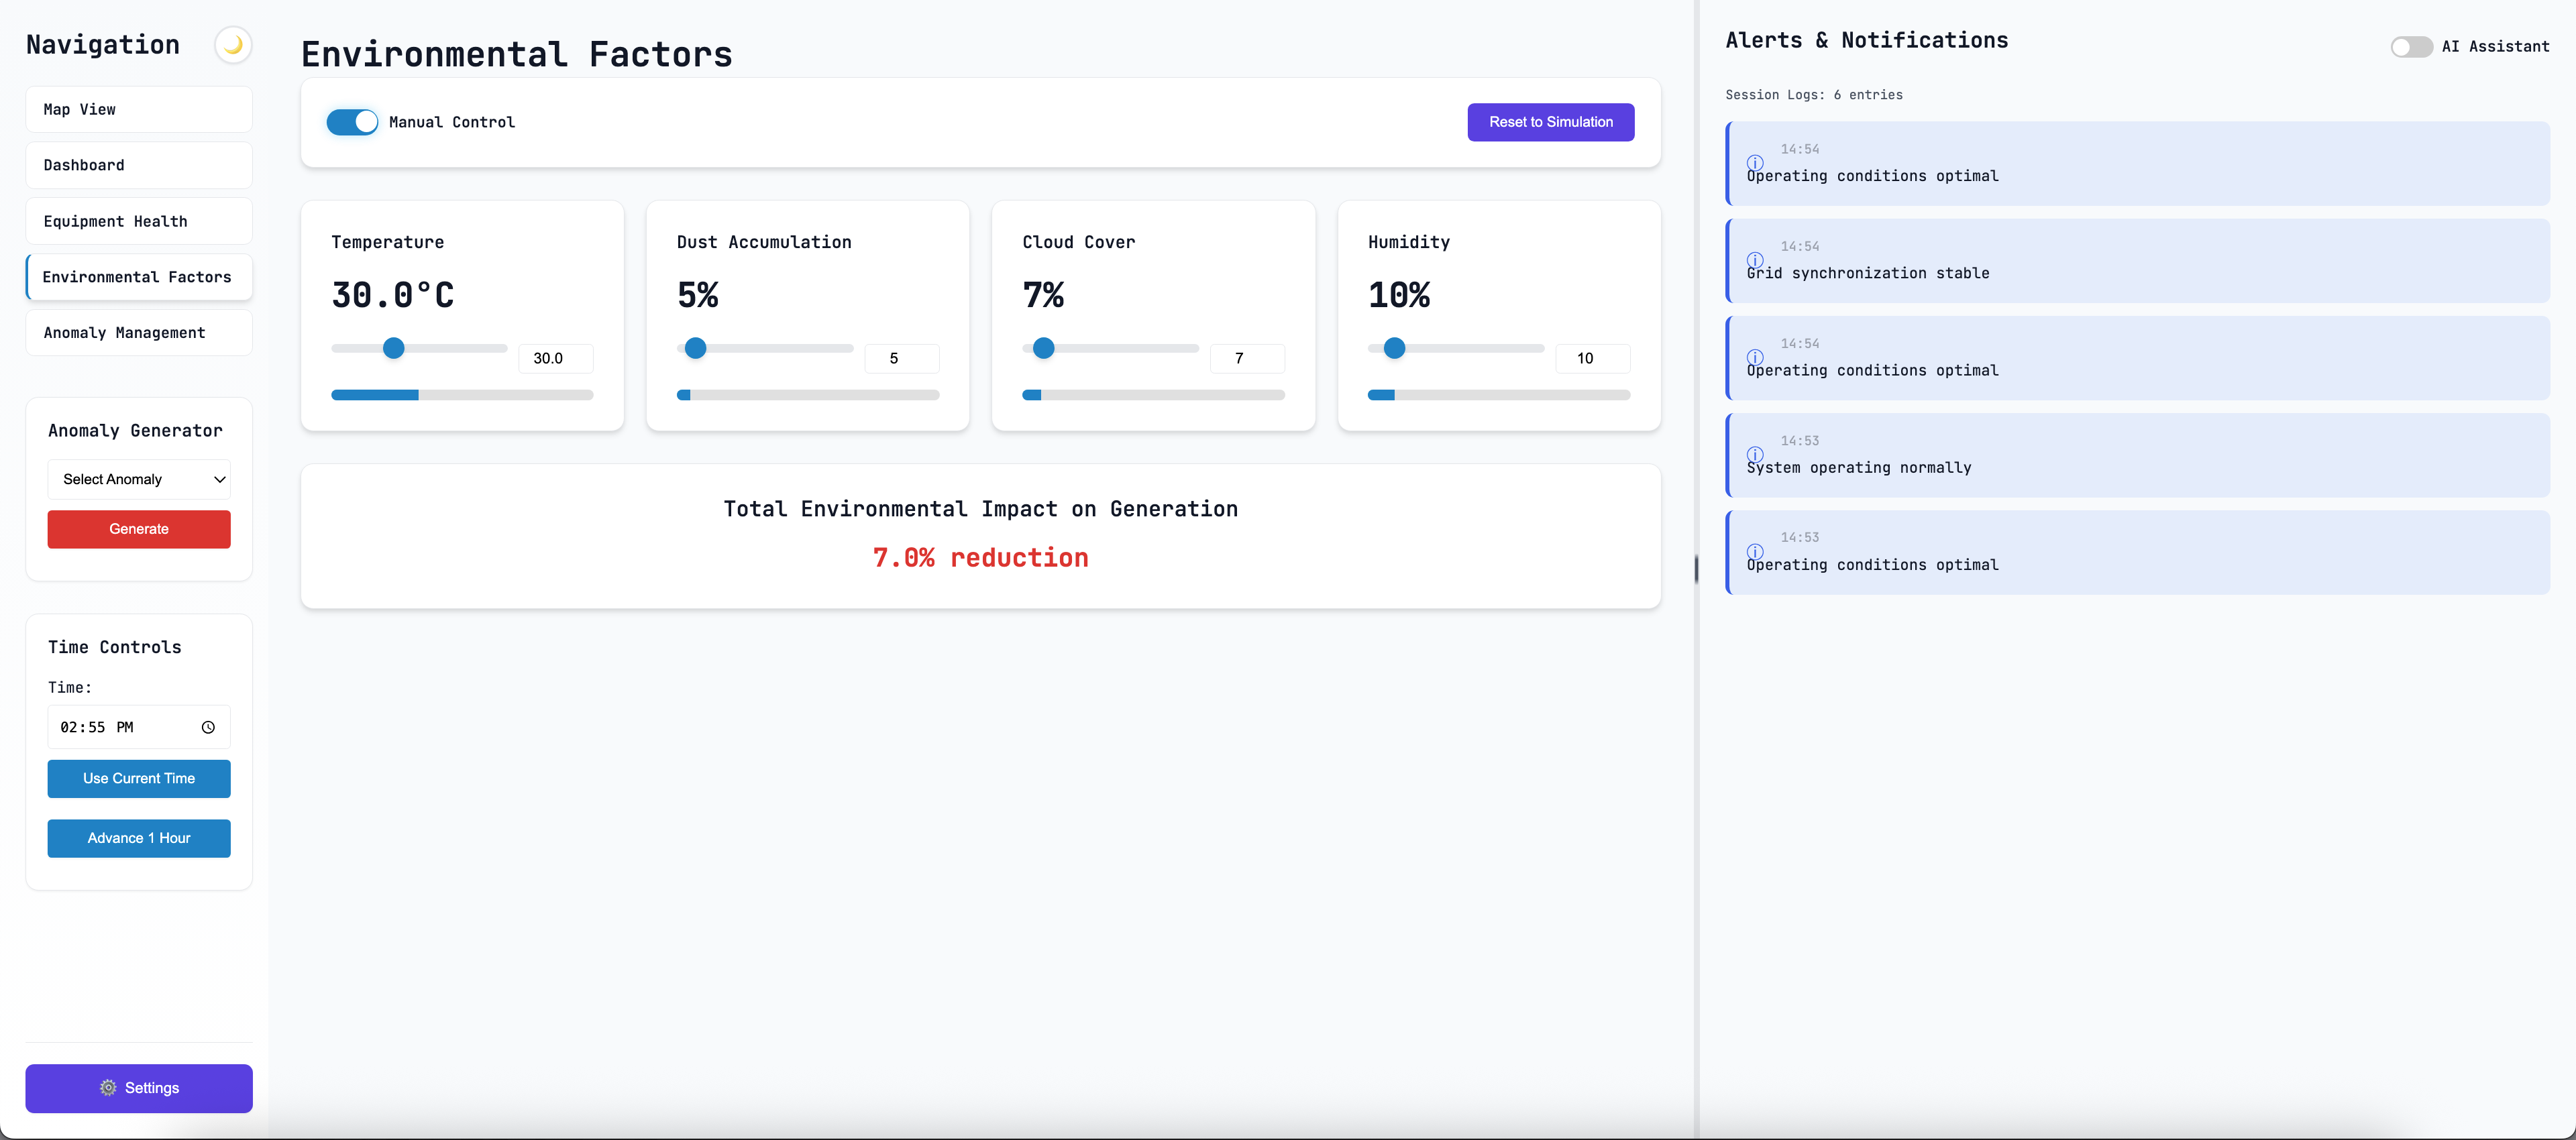 Navigation
Map View
Dashboard
Equipment Health
Environmental Factors
Anomaly Management
Anomaly Generator
Select Anomaly
Generate
Time Controls
Time:
02:55 PM
Use Current Time
Advance 1 Hour
Settings
Environmental Factors
Manual Control
Reset to Simulation
Temperature
30.0°C
30.0
Dust Accumulation
5%
5
Cloud Cover
7%
7
Humidity
10%
10
Total Environmental Impact on Generation
7.0% reduction
Alerts & Notifications
AI Assistant
Session Logs: 6 entries
14:54
Operating conditions optimal
14:54
Grid synchronization stable
14:54
Operating conditions optimal
14:53
System operating normally
14:53
Operating conditions optimal